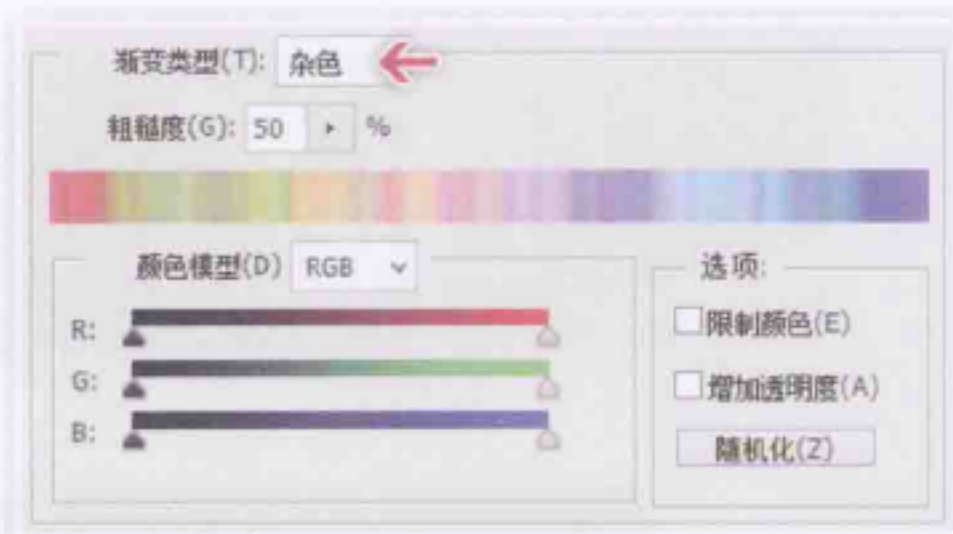 渐变类型(T): 杂色
粗糙度(G): 50 %
颜色模型(D) RGB
R:
G:
B:
选项:
限制颜色(E)
增加透明度(A)
随机化(Z)